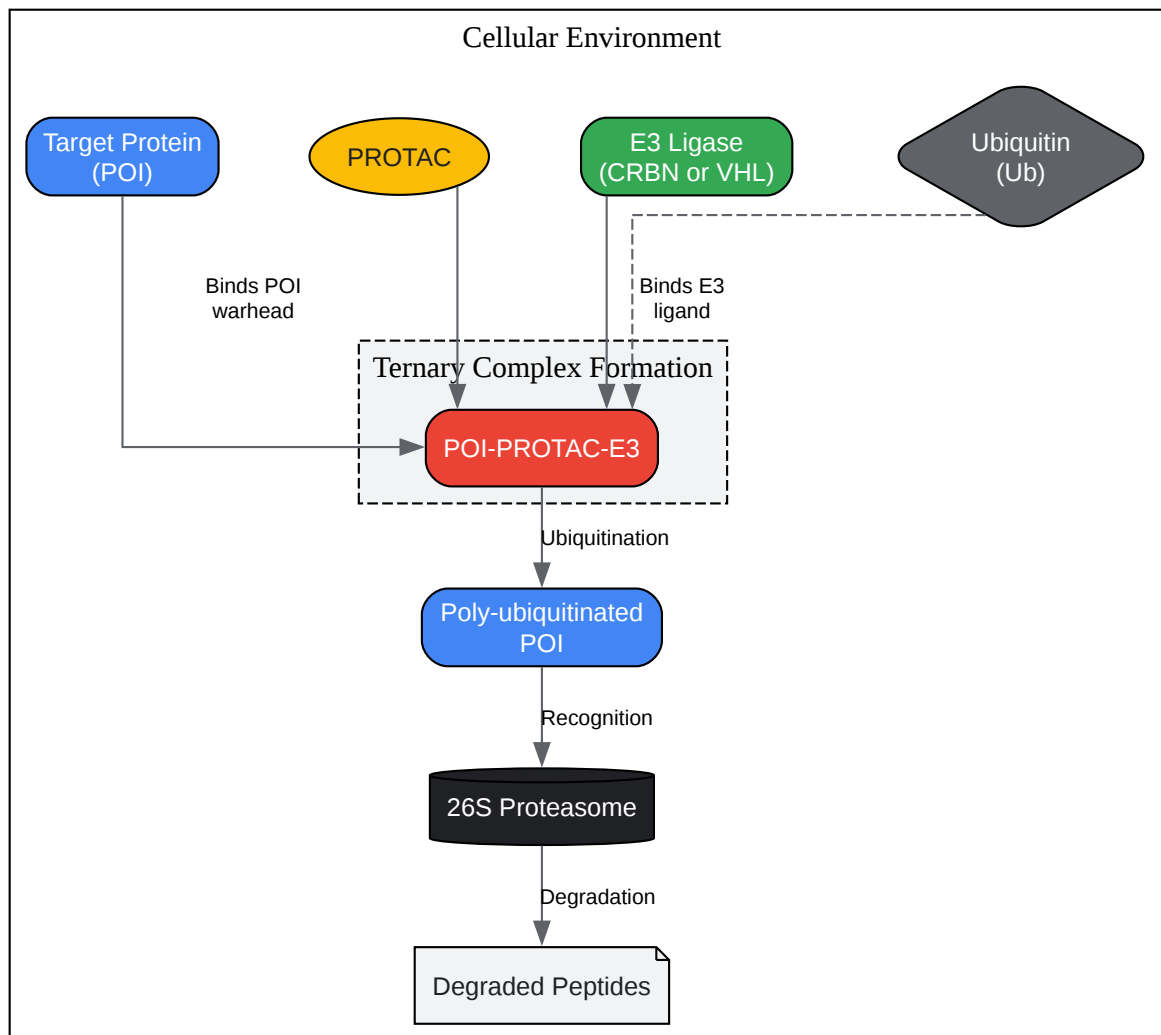 Cellular Environment
Target Protein
(POI)
PROTAC
E3 Ligase
(CRBN or VHL)
Ubiquitin
(Ub)
Binds POI
warhead
Binds E3
ligand
Ternary Complex Formation
POI-PROTAC-E3
Ubiquitination
Poly-ubiquitinated
POI
Recognition
26S Proteasome
Degradation
Degraded Peptides